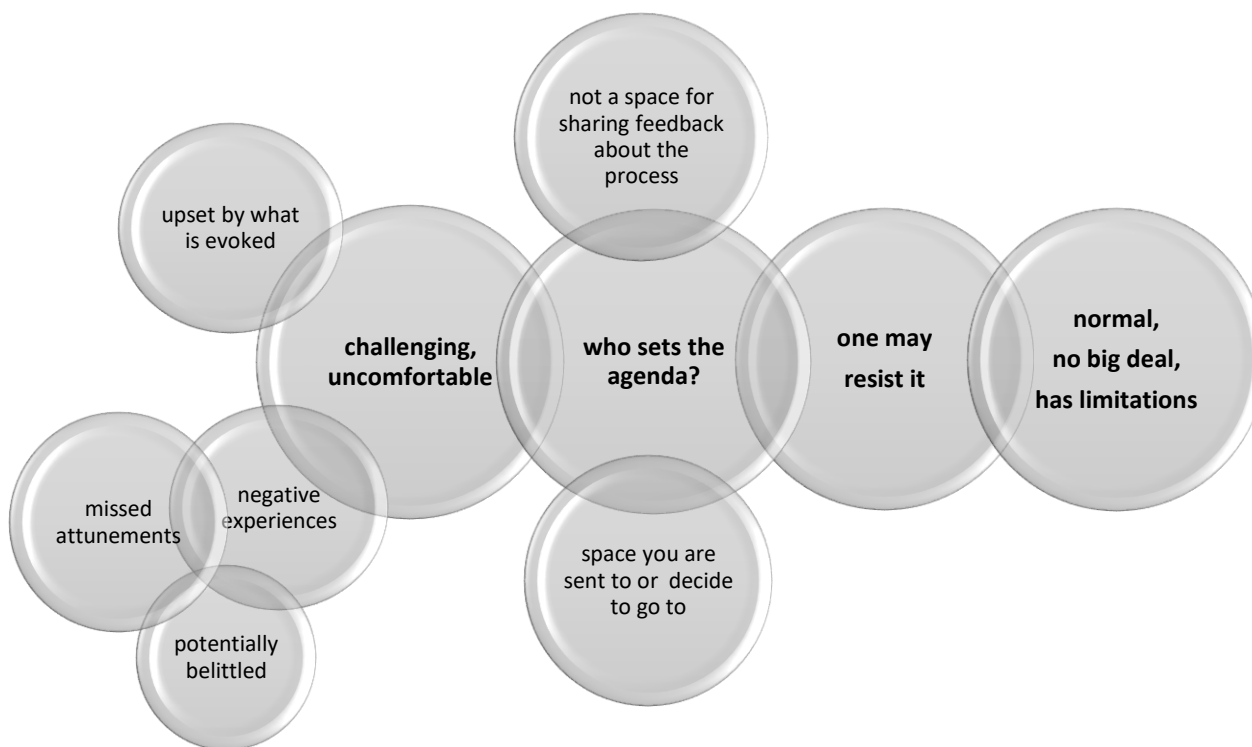 not a space for
sharing feedback
about the
process
upset by what
is evoked
challenging,
uncomfortable
who sets the
agenda?
one may
resist it
normal,
no big deal,
has limitations
missed
attunements
negative
experiences
space you are
sent to or decide
to go to
potentially
belittled